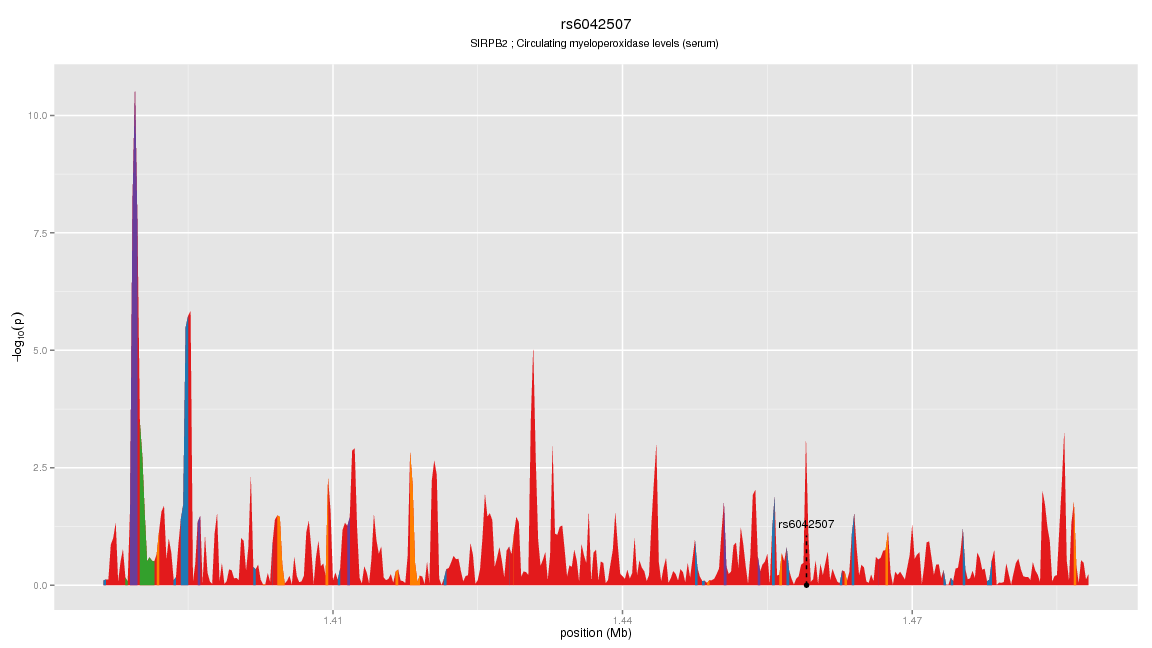 rs6042507
SIRPB2 ; Circulating myeloperoxidase levels (serum)
−log10(p)
10.0
7.5
5.0
2.5
0.0
rs6042507
1.41
1.44
1.47
position (Mb)